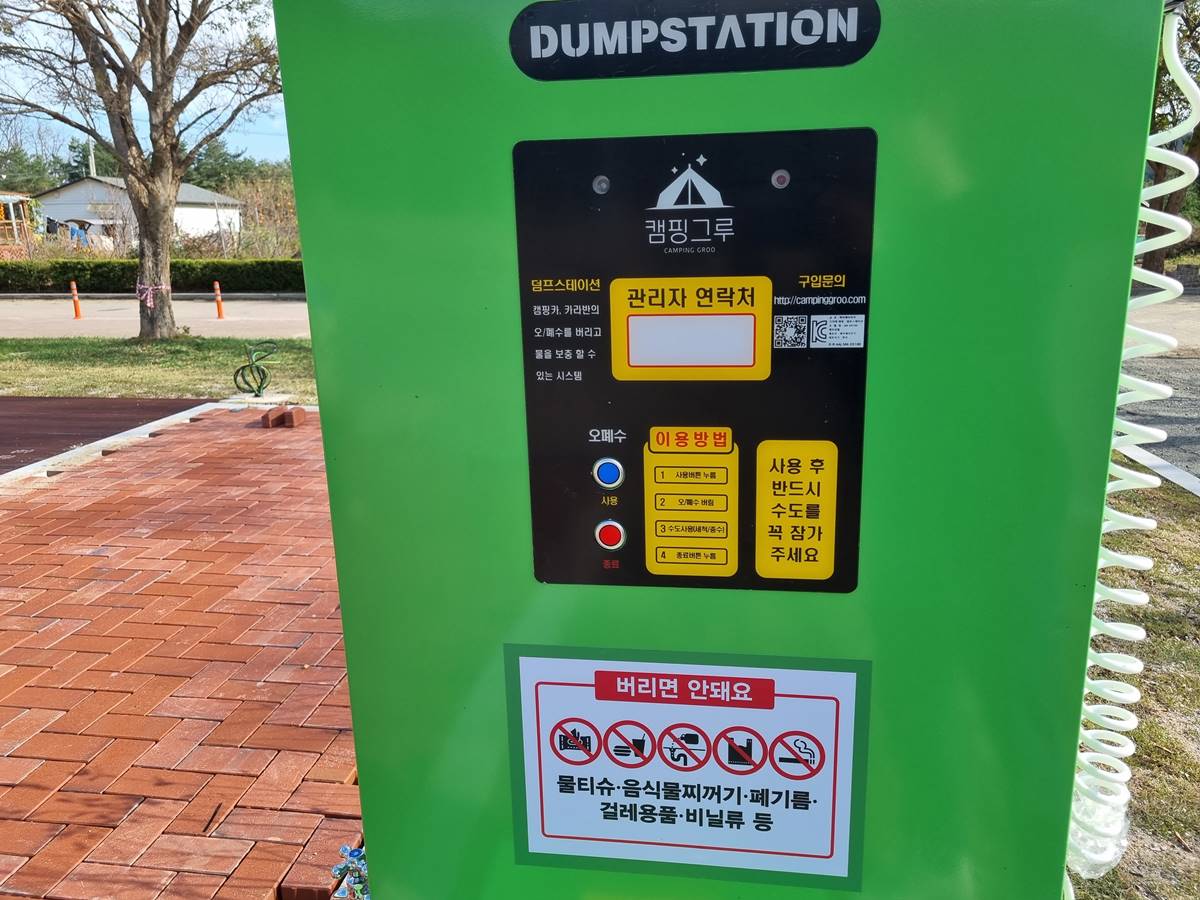 DUMPSTATION
캠핑그루
CAMPING GROO
덤프스테이션
캠핑카, 카라반의
오/폐수를 버리고
물을 보충 할 수
있는 시스템
관리자 연락처
구입문의
http://campinggroo.com
오폐수
사용
종료
이용방법
1 사용버튼 누름
2 오/폐수 버림
3 수도사용(세척/충수)
4 종료버튼 누름
사용 후
반드시
수도를
꼭 잠가
주세요
버리면 안돼요
물티슈·음식물찌꺼기·폐기름·
걸레용품·비닐류 등